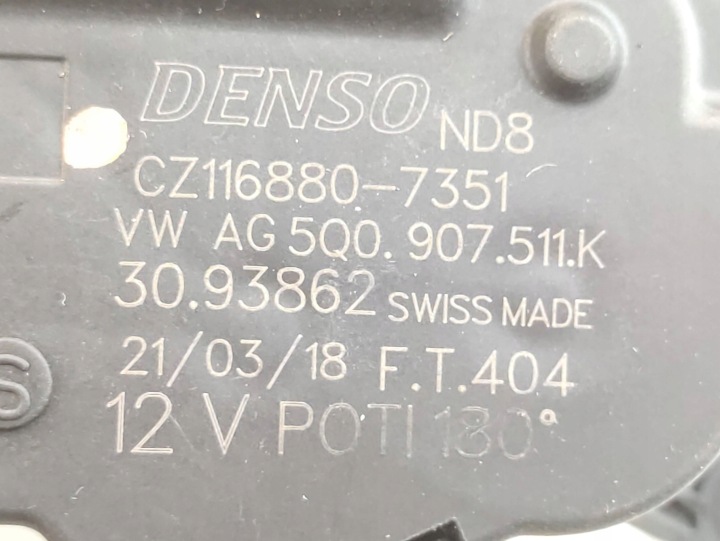 DENSO ND8
CZ116880-7351
VW AG 5Q0.907.511.K
30.93862 SWISS MADE
21/03/18 F.T.404
12 V POTI 180°
S